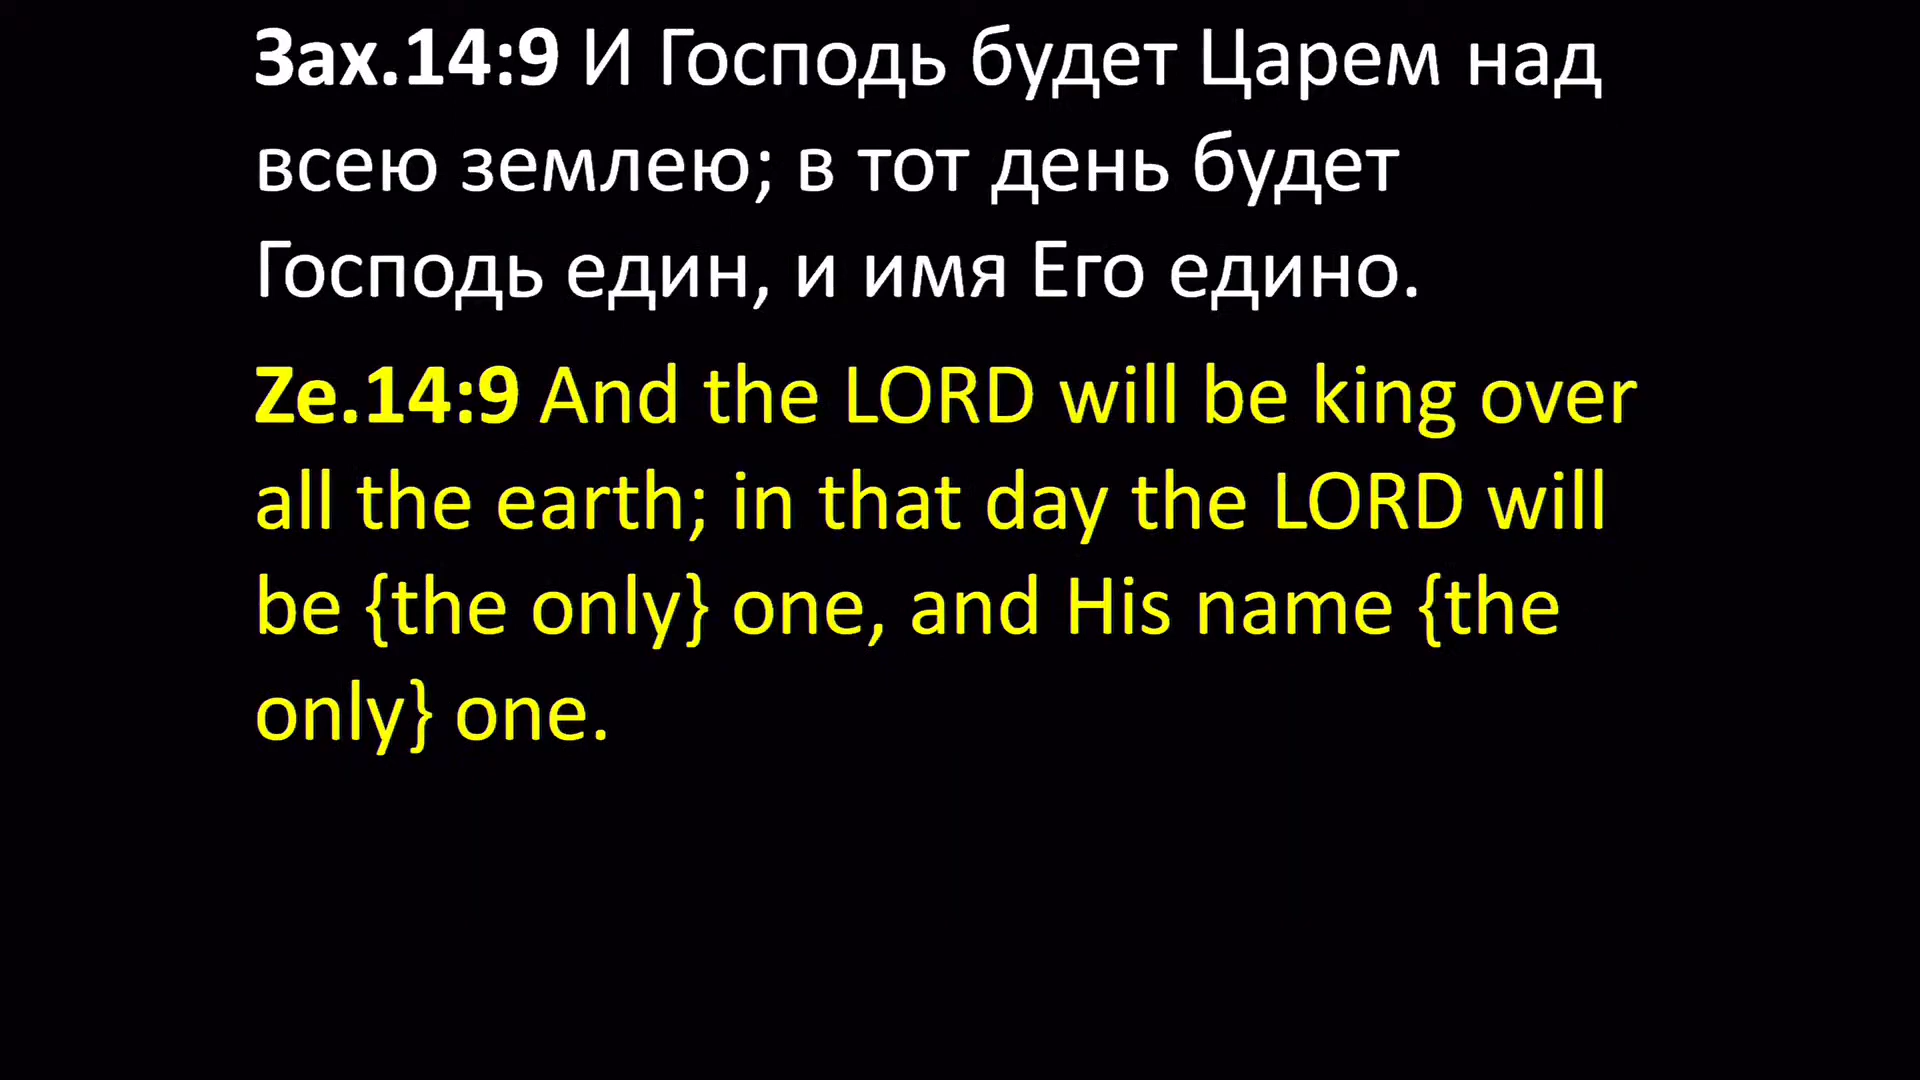 Зах.14:9 И Господь будет Царем над
всею землею; в тот день будет
Господь един, и имя Его едино.
Ze.14:9 And the LORD will be king over
all the earth; in that day the LORD will
be {the only} one, and His name {the
only} one.